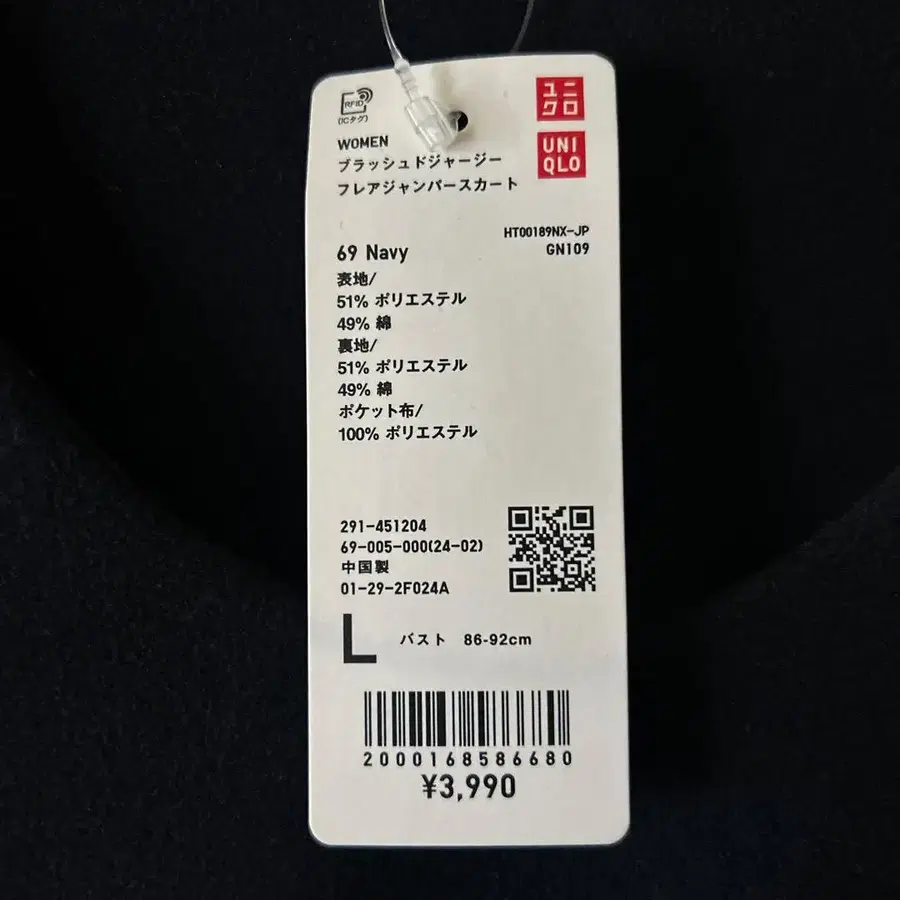 RFID
(ICタグ)
ユニ
クロ
UNI
QLO
WOMEN
ブラッシュドジャージー
フレアジャンパースカート
HT00189NX-JP
GN109
69 Navy
表地/
51% ポリエステル
49% 綿
裏地/
51% ポリエステル
49% 綿
ポケット布/
100% ポリエステル
291-451204
69-005-000(24-02)
中国製
01-29-2F024A
L バスト 86-92cm
2000168586680
¥3,990